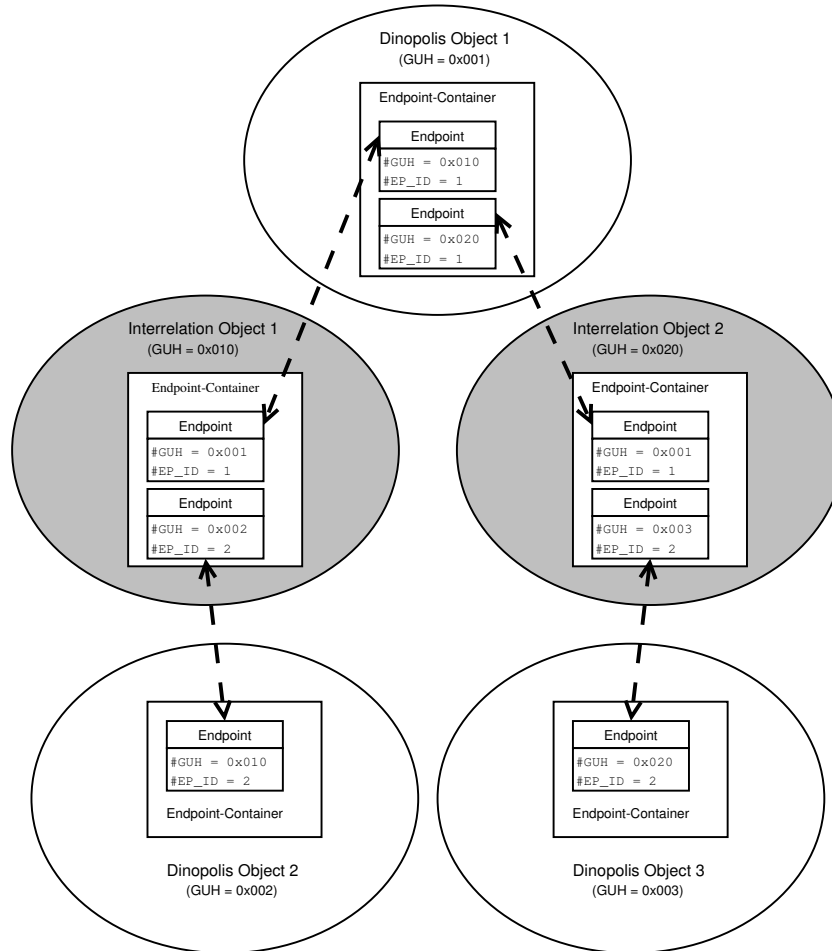 Dinopolis Object 1
(GUH = 0x001)
Endpoint-Container
Endpoint
#GUH = 0x010
#EP_ID = 1
Endpoint
#GUH = 0x020
#EP_ID = 1
Interrelation Object 1
(GUH = 0x010)
Endpoint-Container
Endpoint
#GUH = 0x001
#EP_ID = 1
Endpoint
#GUH = 0x002
#EP_ID = 2
Interrelation Object 2
(GUH = 0x020)
Endpoint-Container
Endpoint
#GUH = 0x001
#EP_ID = 1
Endpoint
#GUH = 0x003
#EP_ID = 2
Endpoint
#GUH = 0x010
#EP_ID = 2
Endpoint-Container
Dinopolis Object 2
(GUH = 0x002)
Endpoint
#GUH = 0x020
#EP_ID = 2
Endpoint-Container
Dinopolis Object 3
(GUH = 0x003)